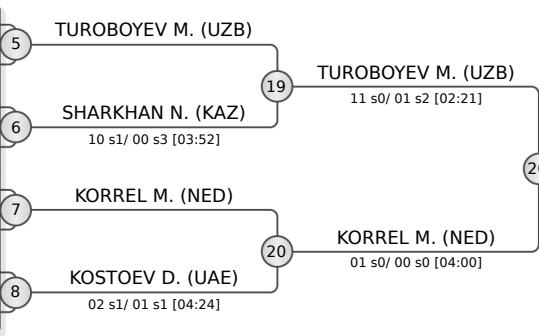 TUROBOYEV M. (UZB)
5
19
TUROBOYEV M. (UZB)
11 s0/ 01 s2 [02:21]
SHARKHAN N. (KAZ)
6
10 s1/ 00 s3 [03:52]
KORREL M. (NED)
7
20
KORREL M. (NED)
01 s0/ 00 s0 [04:00]
KOSTOEV D. (UAE)
8
02 s1/ 01 s1 [04:24]